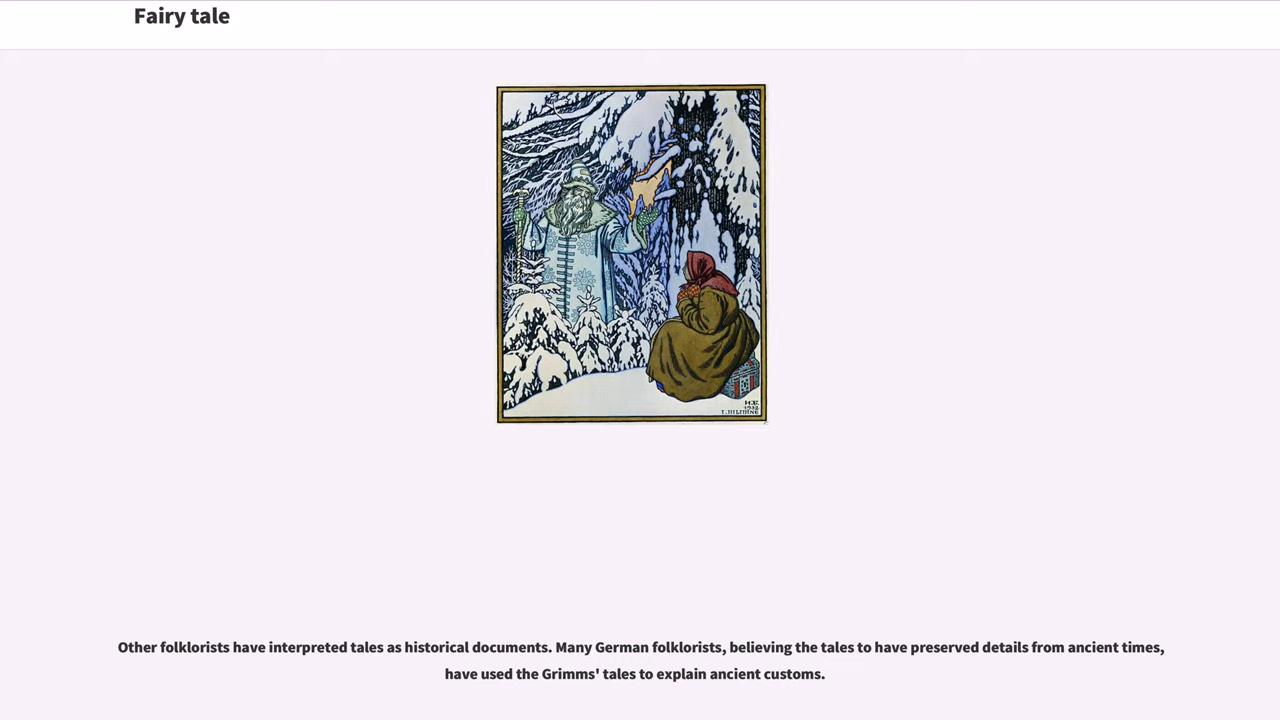 Fairy tale
1932
Other folklorists have interpreted tales as historical documents. Many German folklorists, believing the tales to have preserved details from ancient times,
have used the Grimms' tales to explain ancient customs.